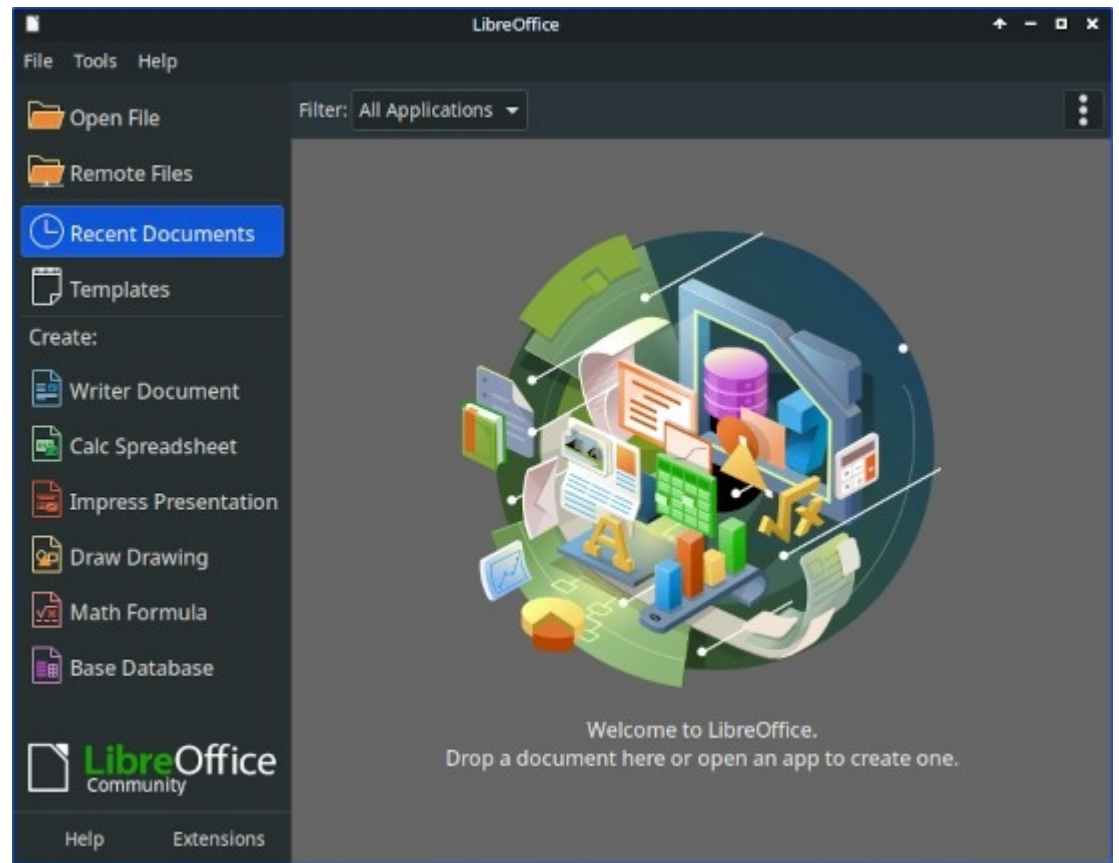 LibreOffice
File Tools Help
Open File
Remote Files
Recent Documents
Templates
Create:
Writer Document
Calc Spreadsheet
Impress Presentation
Draw Drawing
Math Formula
Base Database
LibreOffice
Community
Help Extensions
Filter: All Applications
Welcome to LibreOffice.
Drop a document here or open an app to create one.